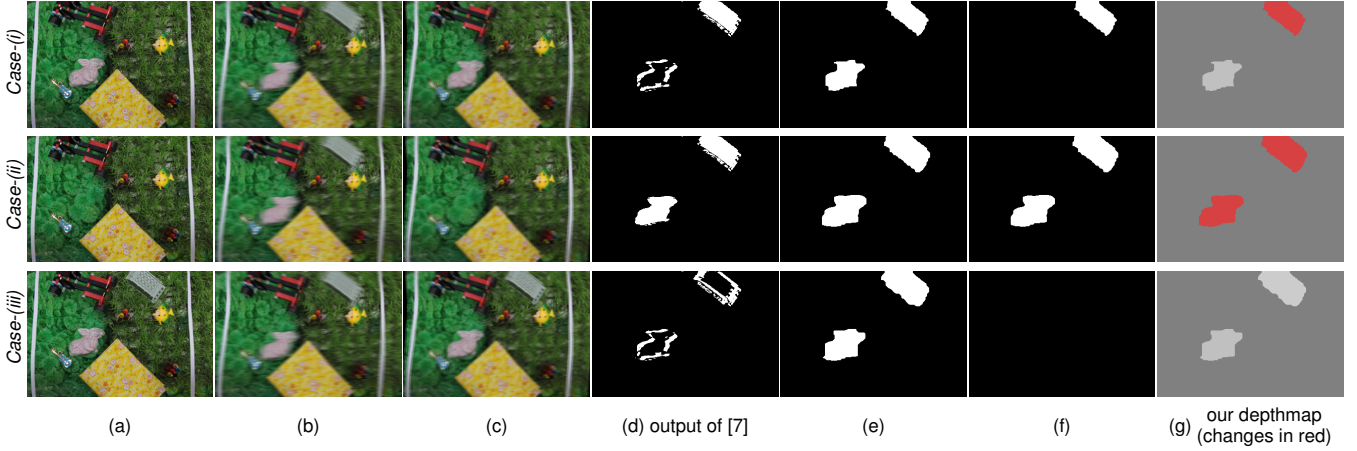 Case-(i)
Case-(ii)
Case-(iii)
(a)
(b)
(c)
(d) output of [7]
(e)
(f)
(g) our depthmap
(changes in red)